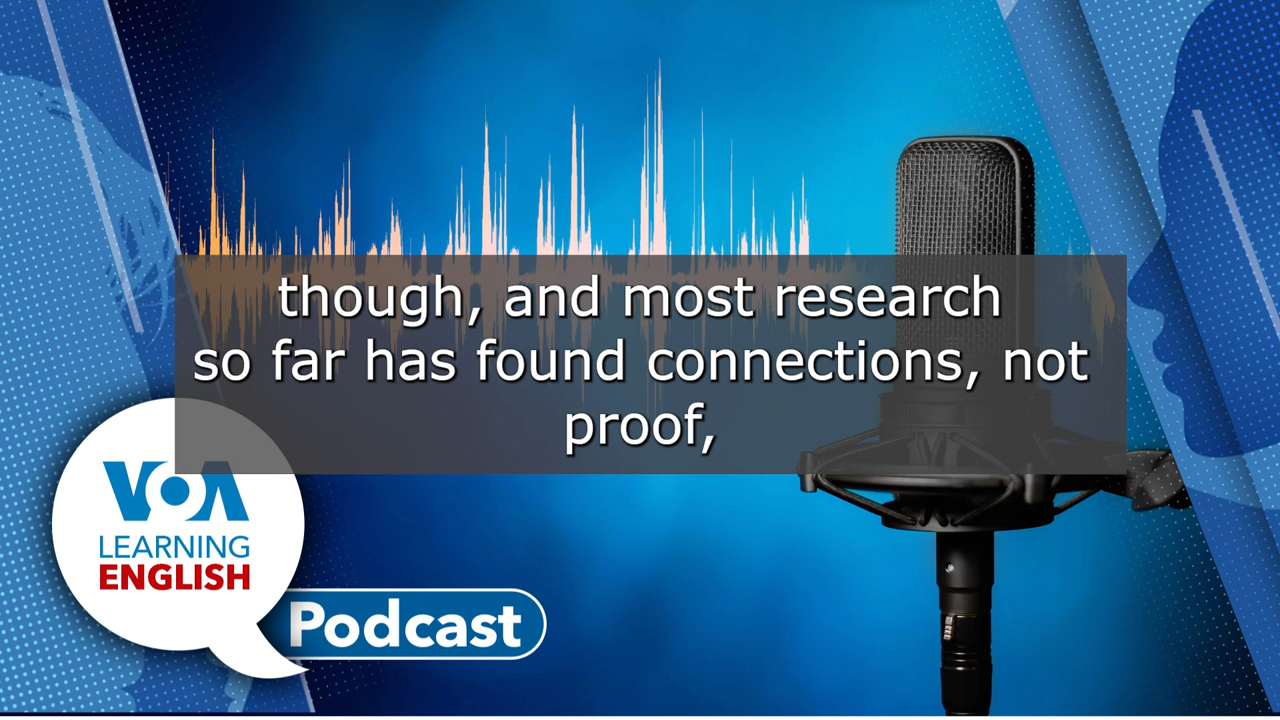 though, and most research
so far has found connections, not
proof,
VOA
LEARNING
ENGLISH
Podcast